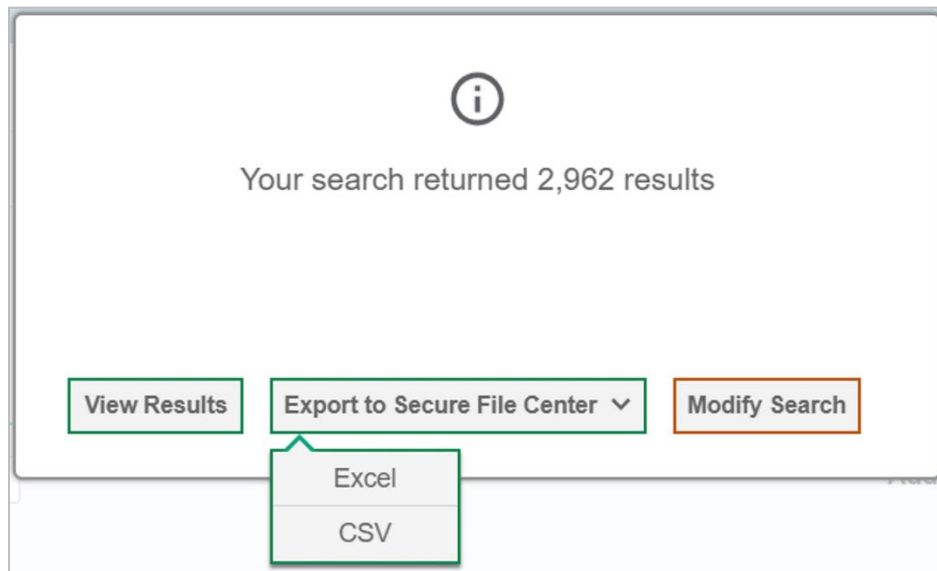 Your search returned 2,962 results
View Results
Export to Secure File Center
Modify Search
Excel
CSV